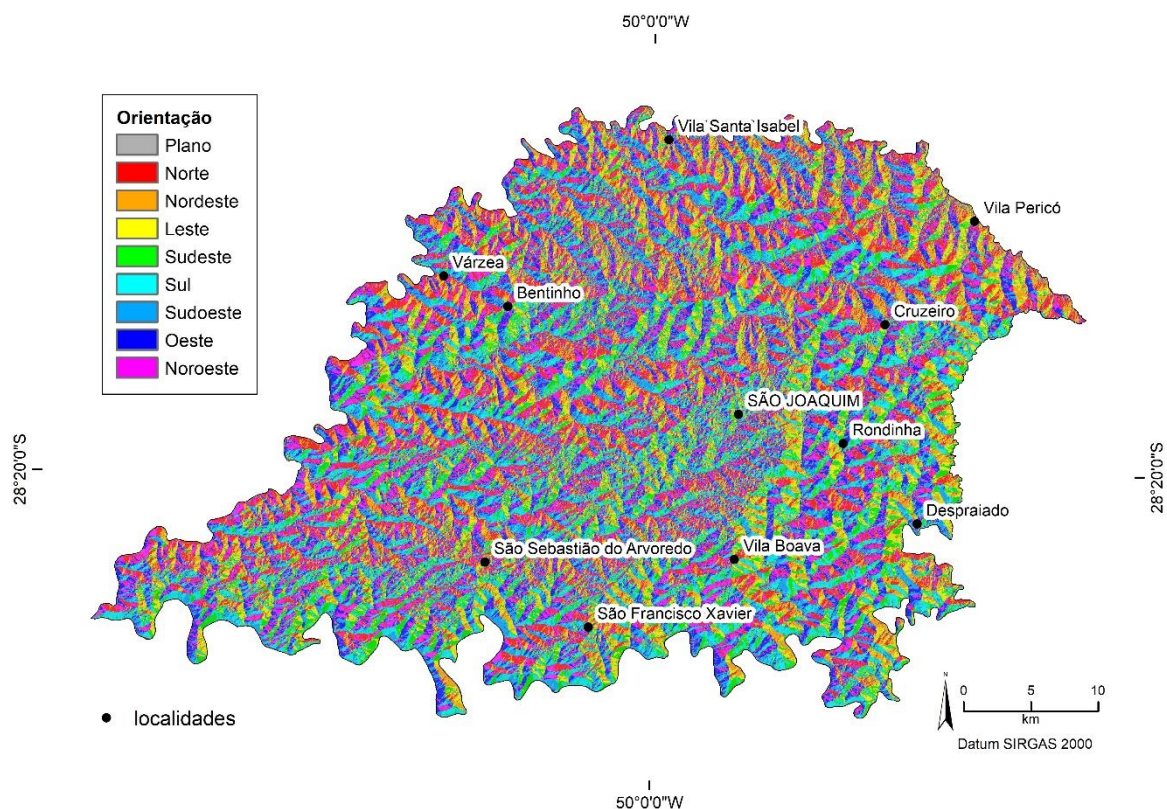 50°0'0"W
Orientação
Plano
Norte
Nordeste
Leste
Sudeste
Sul
Sudoeste
Oeste
Noroeste
Vila Santa Isabel
Vila Pericó
Várzea
Bentinho
Cruzeiro
SÃO JOAQUIM
Rondinha
28°20'0"S
28°20'0"S
Despraiado
São Sebastião do Arvoredo
Vila Boava
São Francisco Xavier
localidades
N
0 5 10
km
Datum SIRGAS 2000
50°0'0"W